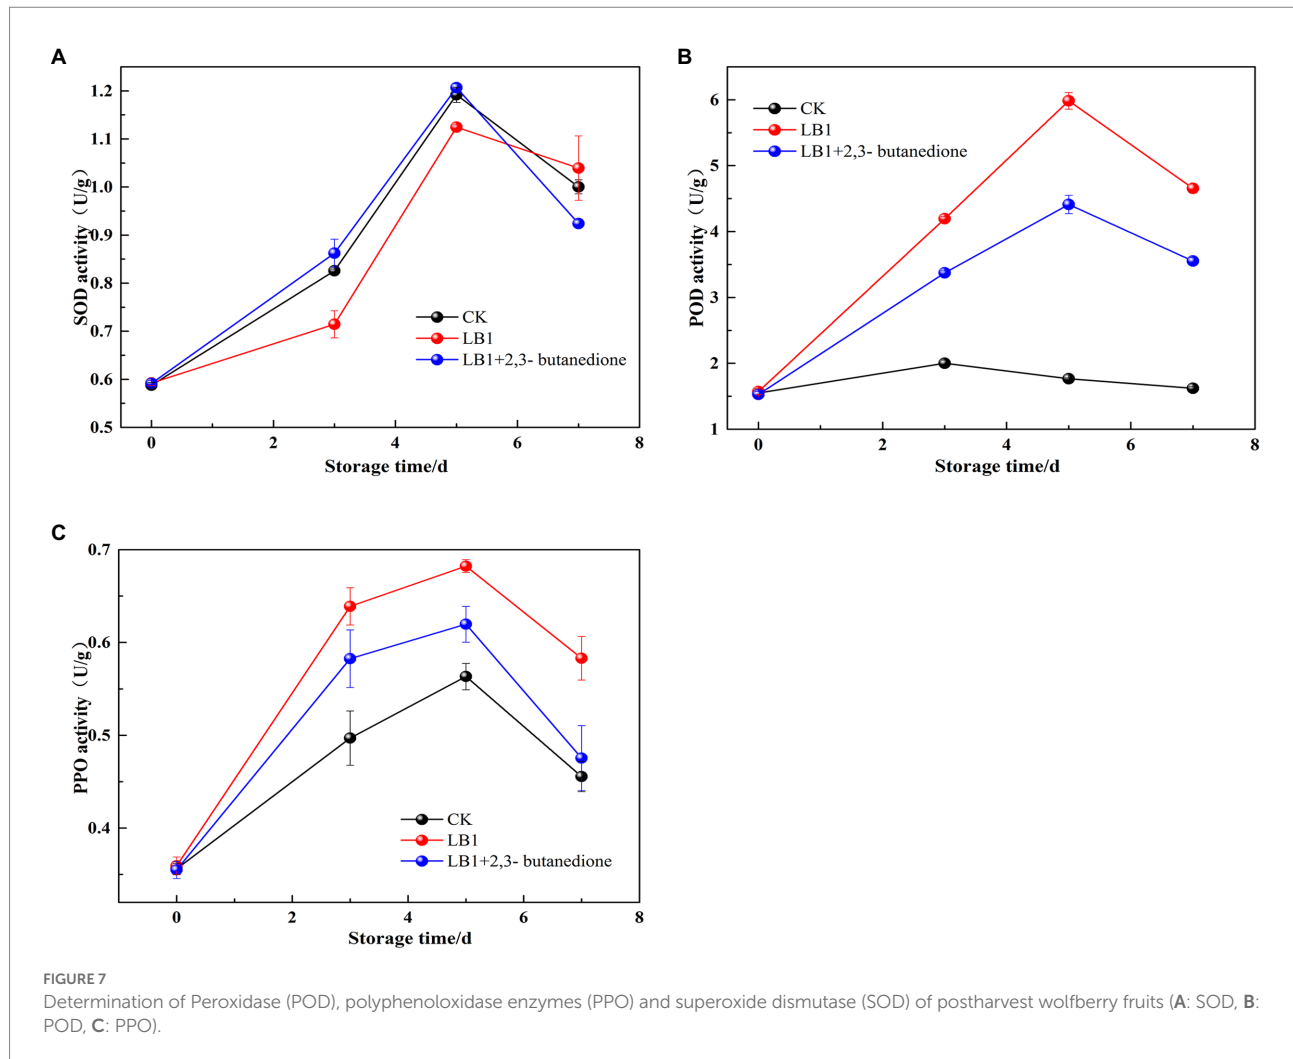 A
SOD activity（U/g）
1.2
1.1
1.0
0.9
0.8
0.7
0.6
0.5
CK
LB1
LB1+2,3- butanedione
0 2 4 6 8
Storage time/d
B
POD activity（U/g）
6
5
4
3
2
1
CK
LB1
LB1+2,3- butanedione
0 2 4 6 8
Storage time/d
C
PPO activity（U/g）
0.7
0.6
0.5
0.4
CK
LB1
LB1+2,3- butanedione
0 2 4 6 8
Storage time/d
FIGURE 7
Determination of Peroxidase (POD), polyphenoloxidase enzymes (PPO) and superoxide dismutase (SOD) of postharvest wolfberry fruits (A: SOD, B:
POD, C: PPO).